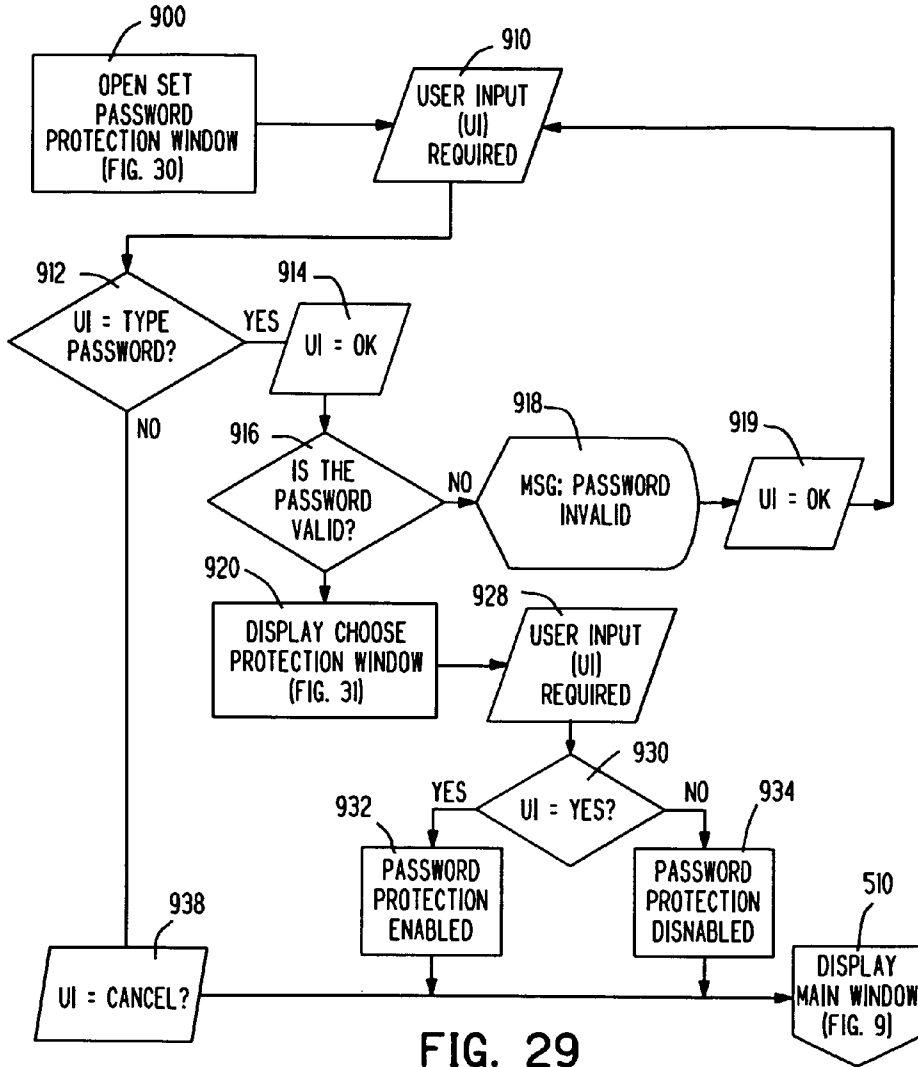 900
OPEN SET
PASSWORD
PROTECTION WINDOW
(FIG. 30)
910
USER INPUT
(UI)
REQUIRED
912
UI = TYPE
PASSWORD?
YES
NO
914
UI = OK
916
IS THE
PASSWORD
VALID?
NO
918
MSG: PASSWORD
INVALID
919
UI = OK
920
DISPLAY CHOOSE
PROTECTION WINDOW
(FIG. 31)
928
USER INPUT
(UI)
REQUIRED
930
UI = YES?
YES
NO
932
PASSWORD
PROTECTION
ENABLED
934
PASSWORD
PROTECTION
DISNABLED
938
UI = CANCEL?
510
DISPLAY
MAIN WINDOW
(FIG. 9)
FIG. 29